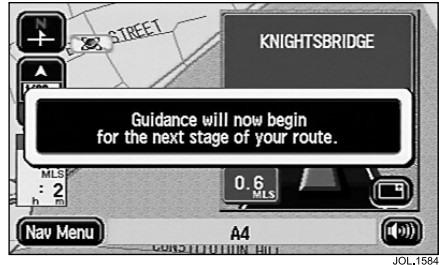 N
STREET
KNIGHTSBRIDGE
Guidance will now begin
for the next stage of your route.
MLS
: 2
h m
0.6 MLS
Nav Menu
A4
CONSTITUTION HILL
JOL.1584